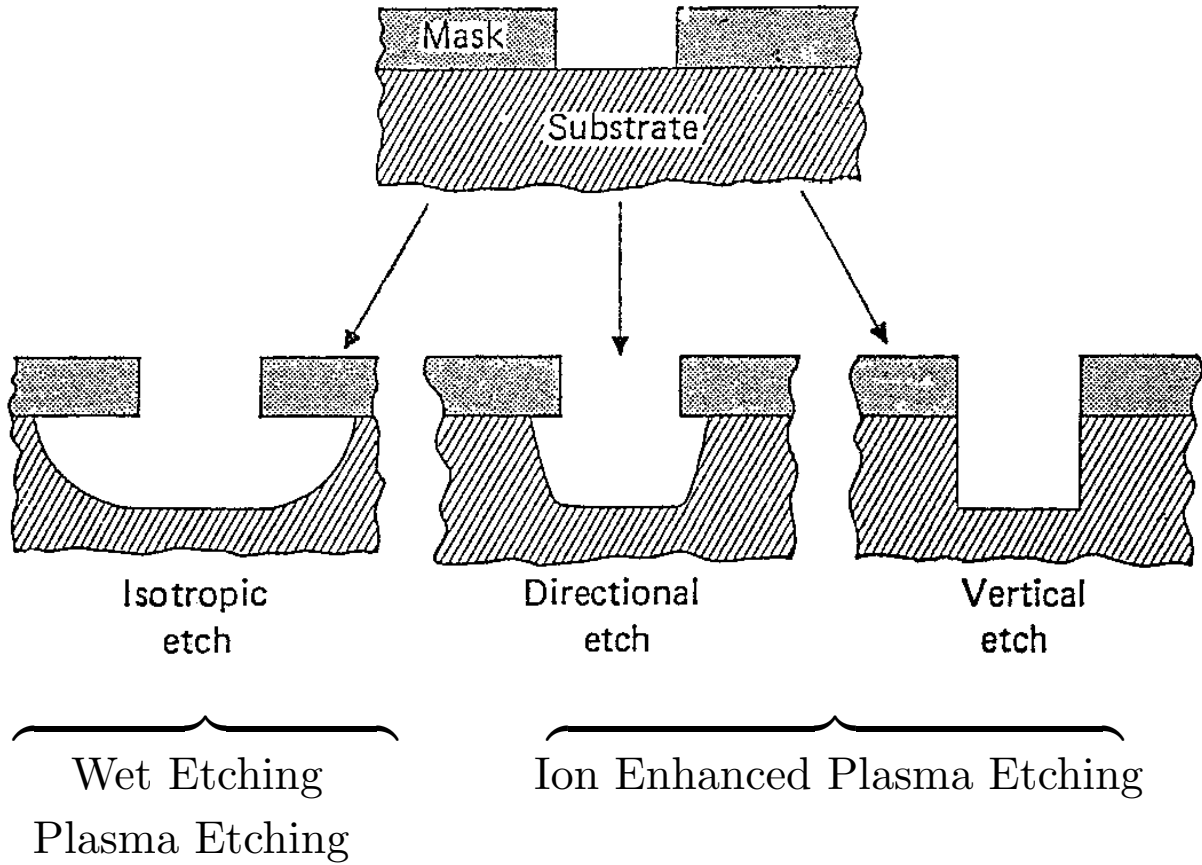 Mask
Substrate
Isotropic
etch
Directional
etch
Vertical
etch
Wet Etching
Plasma Etching
Ion Enhanced Plasma Etching